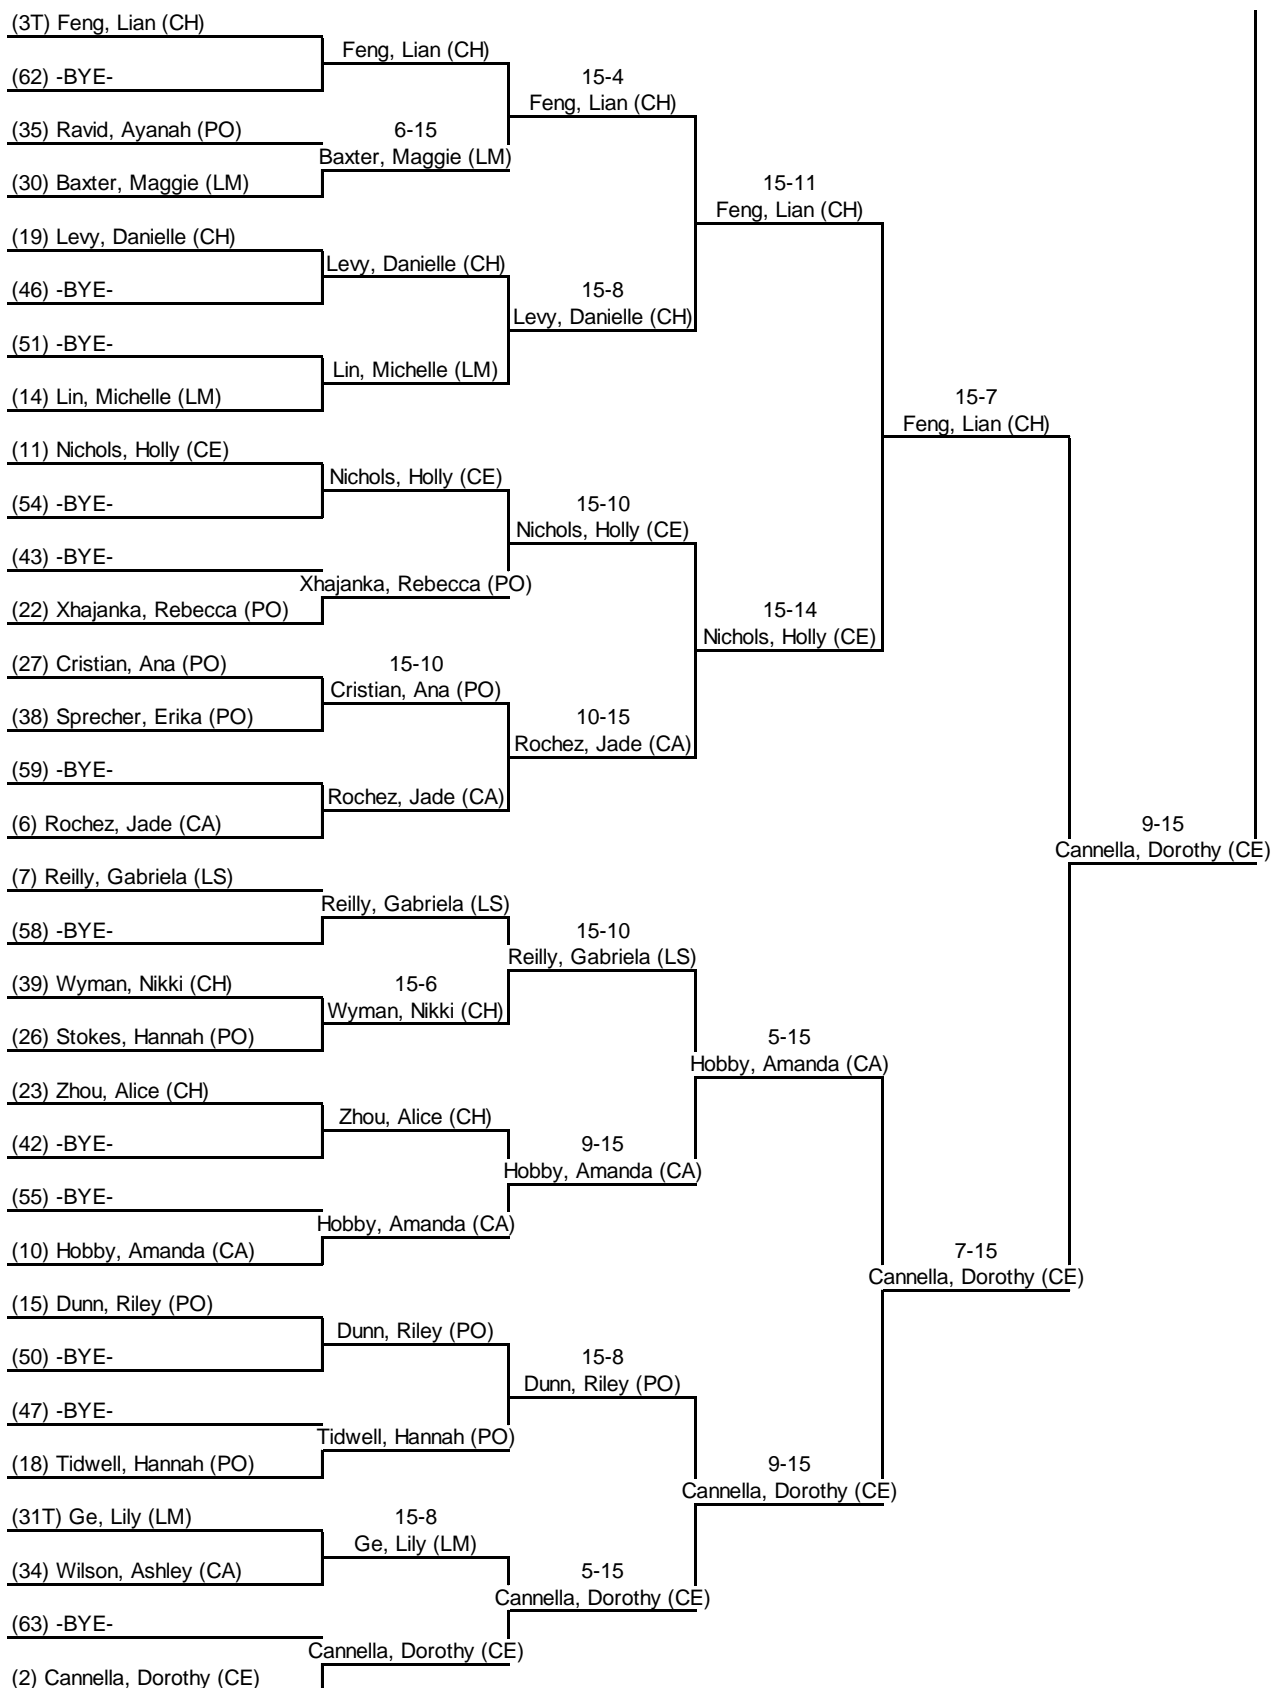 (3T) Feng, Lian (CH)
Feng, Lian (CH)
(62) -BYE-
15-4
Feng, Lian (CH)
(35) Ravid, Ayanah (PO)
6-15
Baxter, Maggie (LM)
(30) Baxter, Maggie (LM)
15-11
Feng, Lian (CH)
(19) Levy, Danielle (CH)
Levy, Danielle (CH)
(46) -BYE-
15-8
Levy, Danielle (CH)
(51) -BYE-
Lin, Michelle (LM)
(14) Lin, Michelle (LM)
15-7
Feng, Lian (CH)
(11) Nichols, Holly (CE)
Nichols, Holly (CE)
(54) -BYE-
15-10
Nichols, Holly (CE)
(43) -BYE-
Xhajanka, Rebecca (PO)
(22) Xhajanka, Rebecca (PO)
15-14
Nichols, Holly (CE)
(27) Cristian, Ana (PO)
15-10
Cristian, Ana (PO)
(38) Sprecher, Erika (PO)
10-15
Rochez, Jade (CA)
(59) -BYE-
Rochez, Jade (CA)
(6) Rochez, Jade (CA)
9-15
Cannella, Dorothy (CE)
(7) Reilly, Gabriela (LS)
Reilly, Gabriela (LS)
(58) -BYE-
15-10
Reilly, Gabriela (LS)
(39) Wyman, Nikki (CH)
15-6
Wyman, Nikki (CH)
(26) Stokes, Hannah (PO)
5-15
Hobby, Amanda (CA)
(23) Zhou, Alice (CH)
Zhou, Alice (CH)
(42) -BYE-
9-15
Hobby, Amanda (CA)
(55) -BYE-
Hobby, Amanda (CA)
(10) Hobby, Amanda (CA)
7-15
Cannella, Dorothy (CE)
(15) Dunn, Riley (PO)
Dunn, Riley (PO)
(50) -BYE-
15-8
Dunn, Riley (PO)
(47) -BYE-
Tidwell, Hannah (PO)
(18) Tidwell, Hannah (PO)
9-15
Cannella, Dorothy (CE)
(31T) Ge, Lily (LM)
15-8
Ge, Lily (LM)
(34) Wilson, Ashley (CA)
5-15
Cannella, Dorothy (CE)
(63) -BYE-
Cannella, Dorothy (CE)
(2) Cannella, Dorothy (CE)